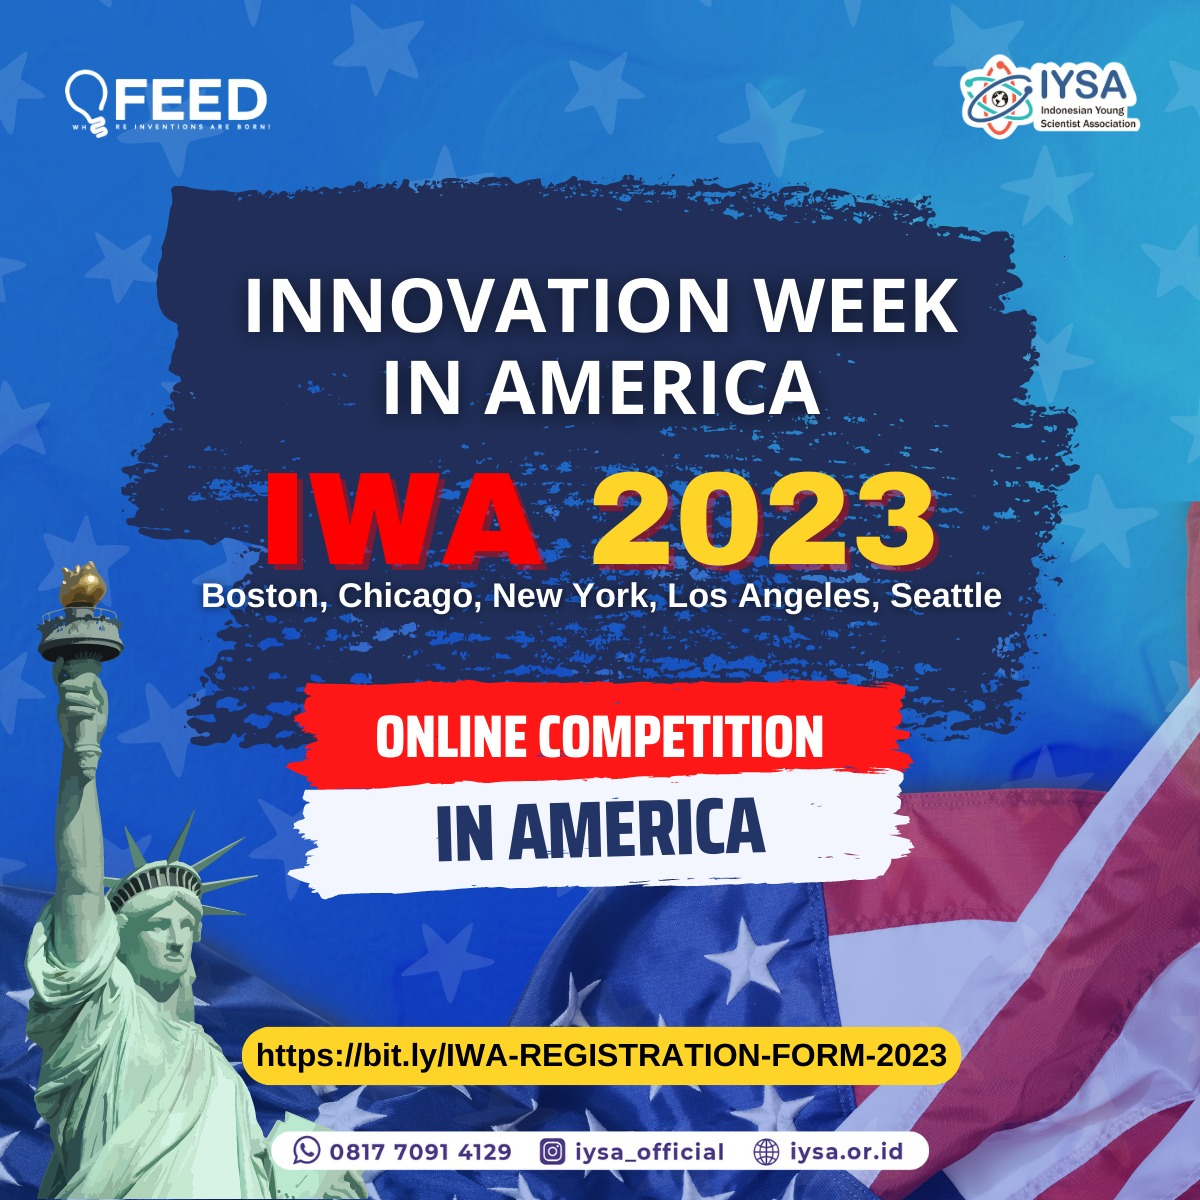 FEED
WHERE INVENTIONS ARE BORN!
IYSA
Indonesian Young
Scientist Association
INNOVATION WEEK
IN AMERICA
IWA 2023
Boston, Chicago, New York, Los Angeles, Seattle
ONLINE COMPETITION
IN AMERICA
https://bit.ly/IWA-REGISTRATION-FORM-2023
0817 7091 4129 iysa_official iysa.or.id